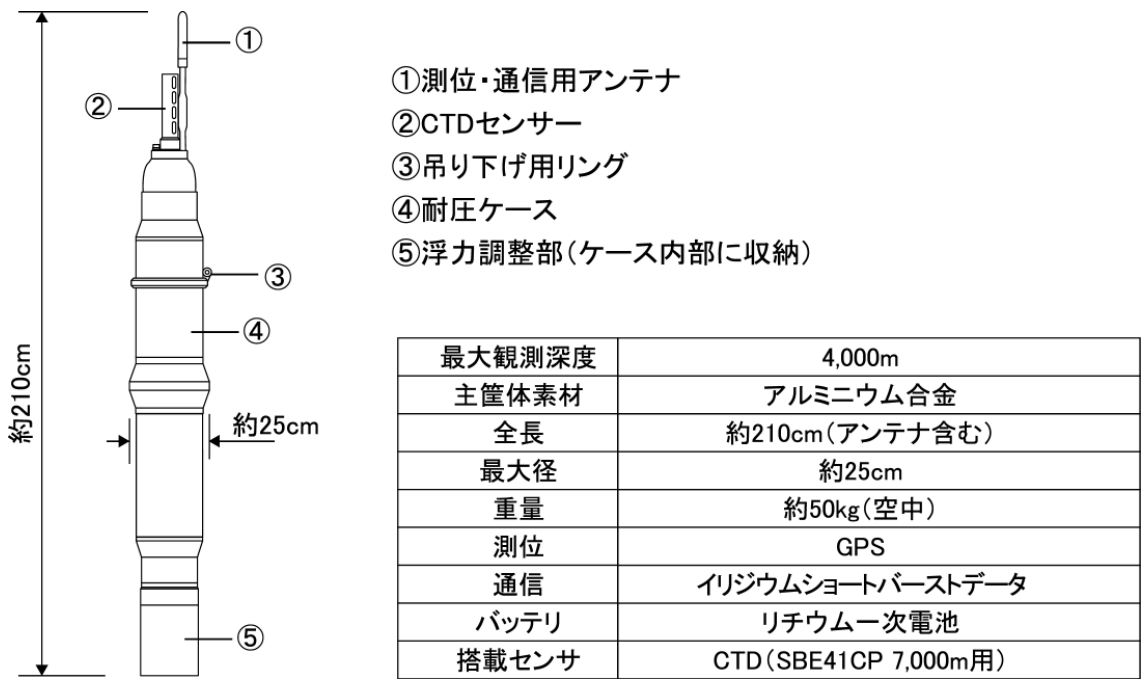 ①
②
③
④
⑤
約210cm
約25cm
①測位・通信用アンテナ
②CTDセンサー
③吊り下げ用リング
④耐圧ケース
⑤浮力調整部（ケース内部に収納）
最大観測深度 4,000m
主筐体素材 アルミニウム合金
全長 約210cm（アンテナ含む）
最大径 約25cm
重量 約50kg（空中）
測位 GPS
通信 イリジウムショートバーストデータ
バッテリ リチウム一次電池
搭載センサ CTD（SBE41CP 7,000m用）